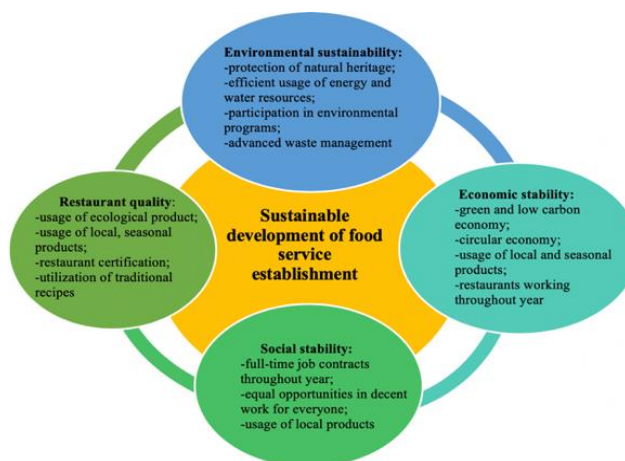 Environmental sustainability:
-protection of natural heritage;
-efficient usage of energy and
water resources;
-participation in environmental
programs;
-advanced waste management
Restaurant quality:
-usage of ecological product;
-usage of local, seasonal
products;
-restaurant certification;
-utilization of traditional
recipes
Sustainable
development of food
service
establishment
Economic stability:
-green and low carbon
economy;
-circular economy;
-usage of local and seasonal
products;
-restaurants working
throughout year
Social stability:
-full-time job contracts
throughout year;
-equal opportunities in decent
work for everyone;
-usage of local products